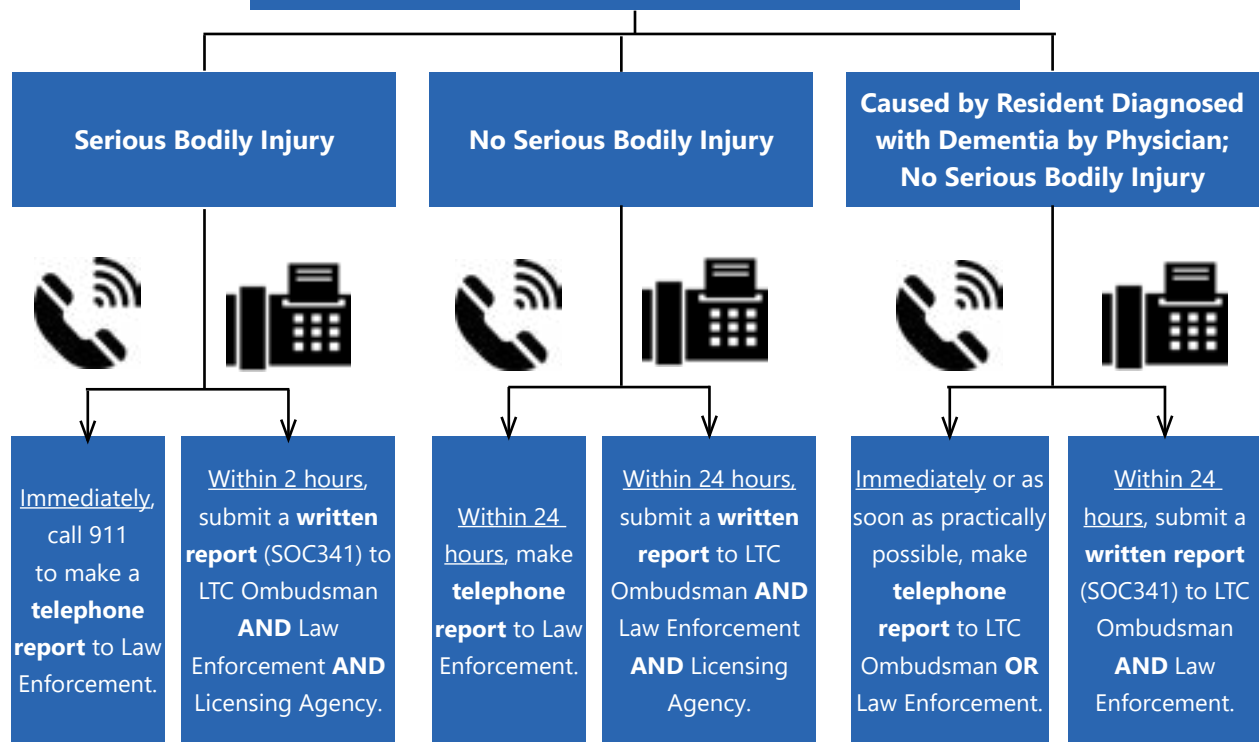 Serious Bodily Injury
No Serious Bodily Injury
Caused by Resident Diagnosed
with Dementia by Physician;
No Serious Bodily Injury
Immediately,
call 911
to make a
telephone
report to Law
Enforcement.
Within 2 hours,
submit a written
report (SOC341) to
LTC Ombudsman
AND Law
Enforcement AND
Licensing Agency.
Within 24
hours, make
telephone
report to Law
Enforcement.
Within 24 hours,
submit a written
report to LTC
Ombudsman AND
Law Enforcement
AND Licensing
Agency.
Immediately or as
soon as practically
possible, make
telephone
report to LTC
Ombudsman OR
Law Enforcement.
Within 24
hours, submit a
written report
(SOC341) to LTC
Ombudsman
AND Law
Enforcement.